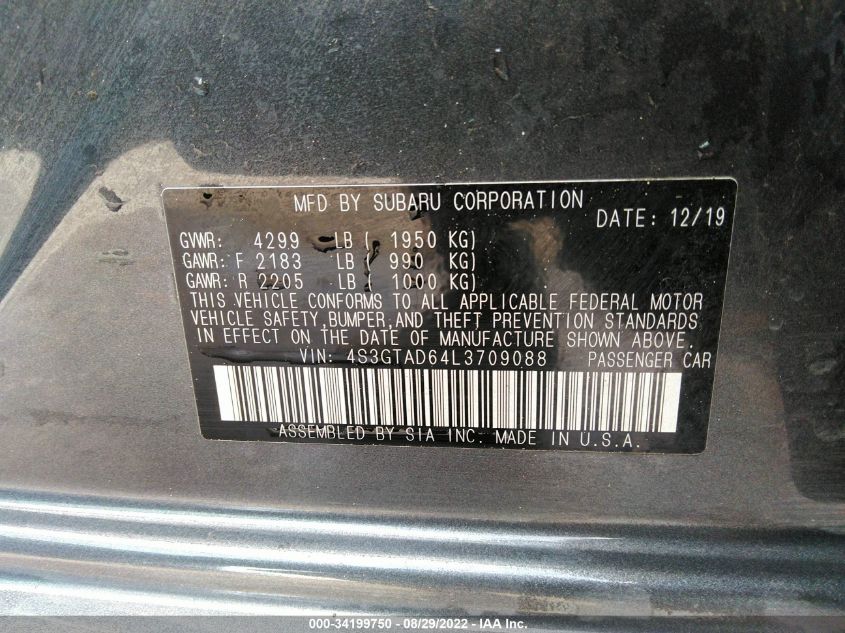 MFD BY SUBARU CORPORATION
DATE: 12/19
GVWR: 4299 LB ( 1950 KG)
GAWR: F 2183 LB ( 990 KG)
GAWR: R 2205 LB ( 1000 KG)
THIS VEHICLE CONFORMS TO ALL APPLICABLE FEDERAL MOTOR
VEHICLE SAFETY,BUMPER,AND THEFT PREVENTION STANDARDS
IN EFFECT ON THE DATE OF MANUFACTURE SHOWN ABOVE.
VIN: 4S3GTAD64L3709088 PASSENGER CAR
ASSEMBLED BY SIA INC. MADE IN U.S.A.
000-34199750 - 08/29/2022 - IAA Inc.